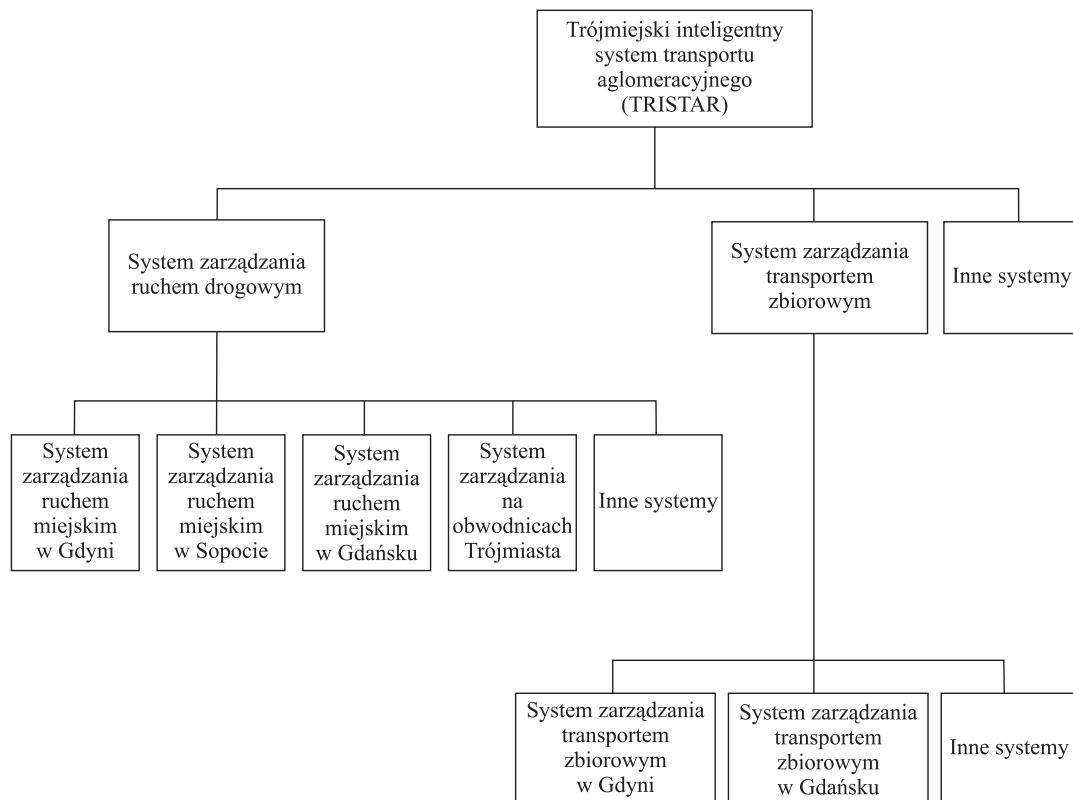 Trójmiejski inteligentny
system transportu
aglomeracyjnego
(TRISTAR)
System zarządzania
ruchem drogowym
System zarządzania
transportem
zbiorowym
Inne systemy
System
zarządzania
ruchem
miejskim
w Gdyni
System
zarządzania
ruchem
miejskim
w Sopocie
System
zarządzania
ruchem
miejskim
w Gdańsku
System
zarządzania
na
obwodnicach
Trójmiasta
Inne systemy
System zarządzania
transportem
zbiorowym
w Gdyni
System zarządzania
transportem
zbiorowym
w Gdańsku
Inne systemy